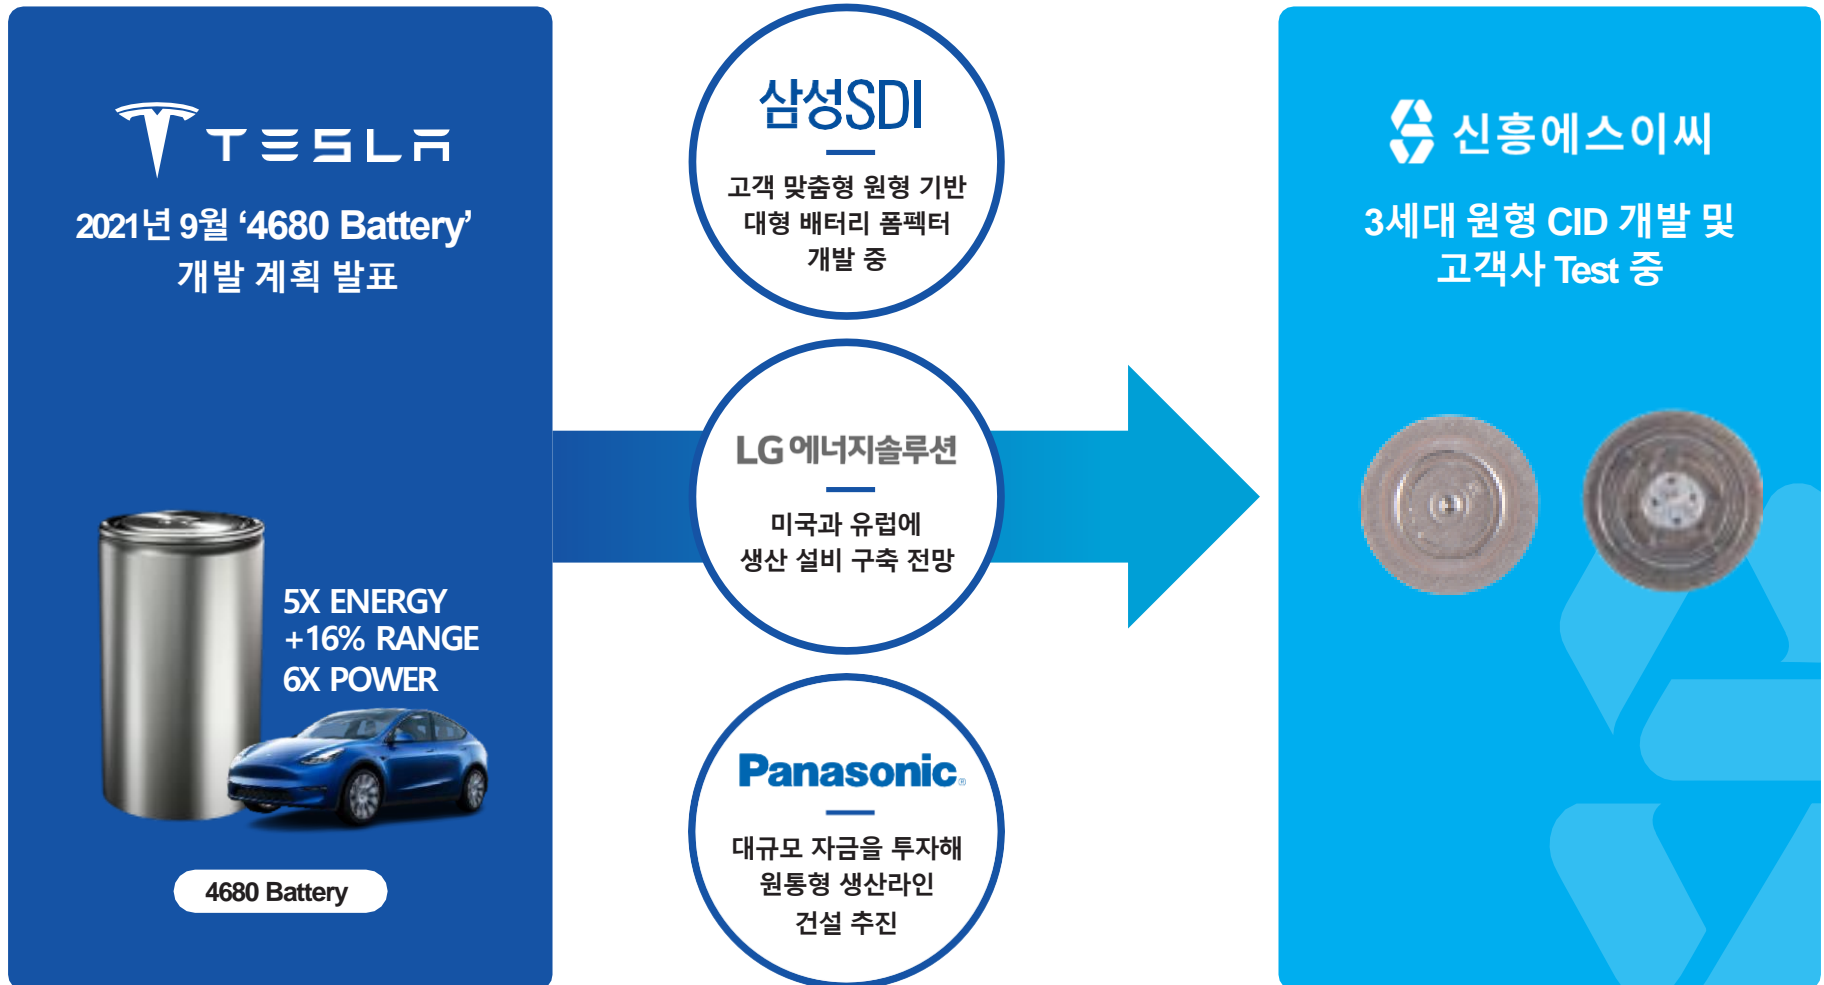 TESLA
2021년 9월 ‘4680 Battery’
개발 계획 발표
5X ENERGY
+16% RANGE
6X POWER
4680 Battery
삼성SDI
고객 맞춤형 원형 기반
대형 배터리 폼펙터
개발 중
LG에너지솔루션
미국과 유럽에
생산 설비 구축 전망
Panasonic®
대규모 자금을 투자해
원통형 생산라인
건설 추진
신흥에스이씨
3세대 원형 CID 개발 및
고객사 Test 중